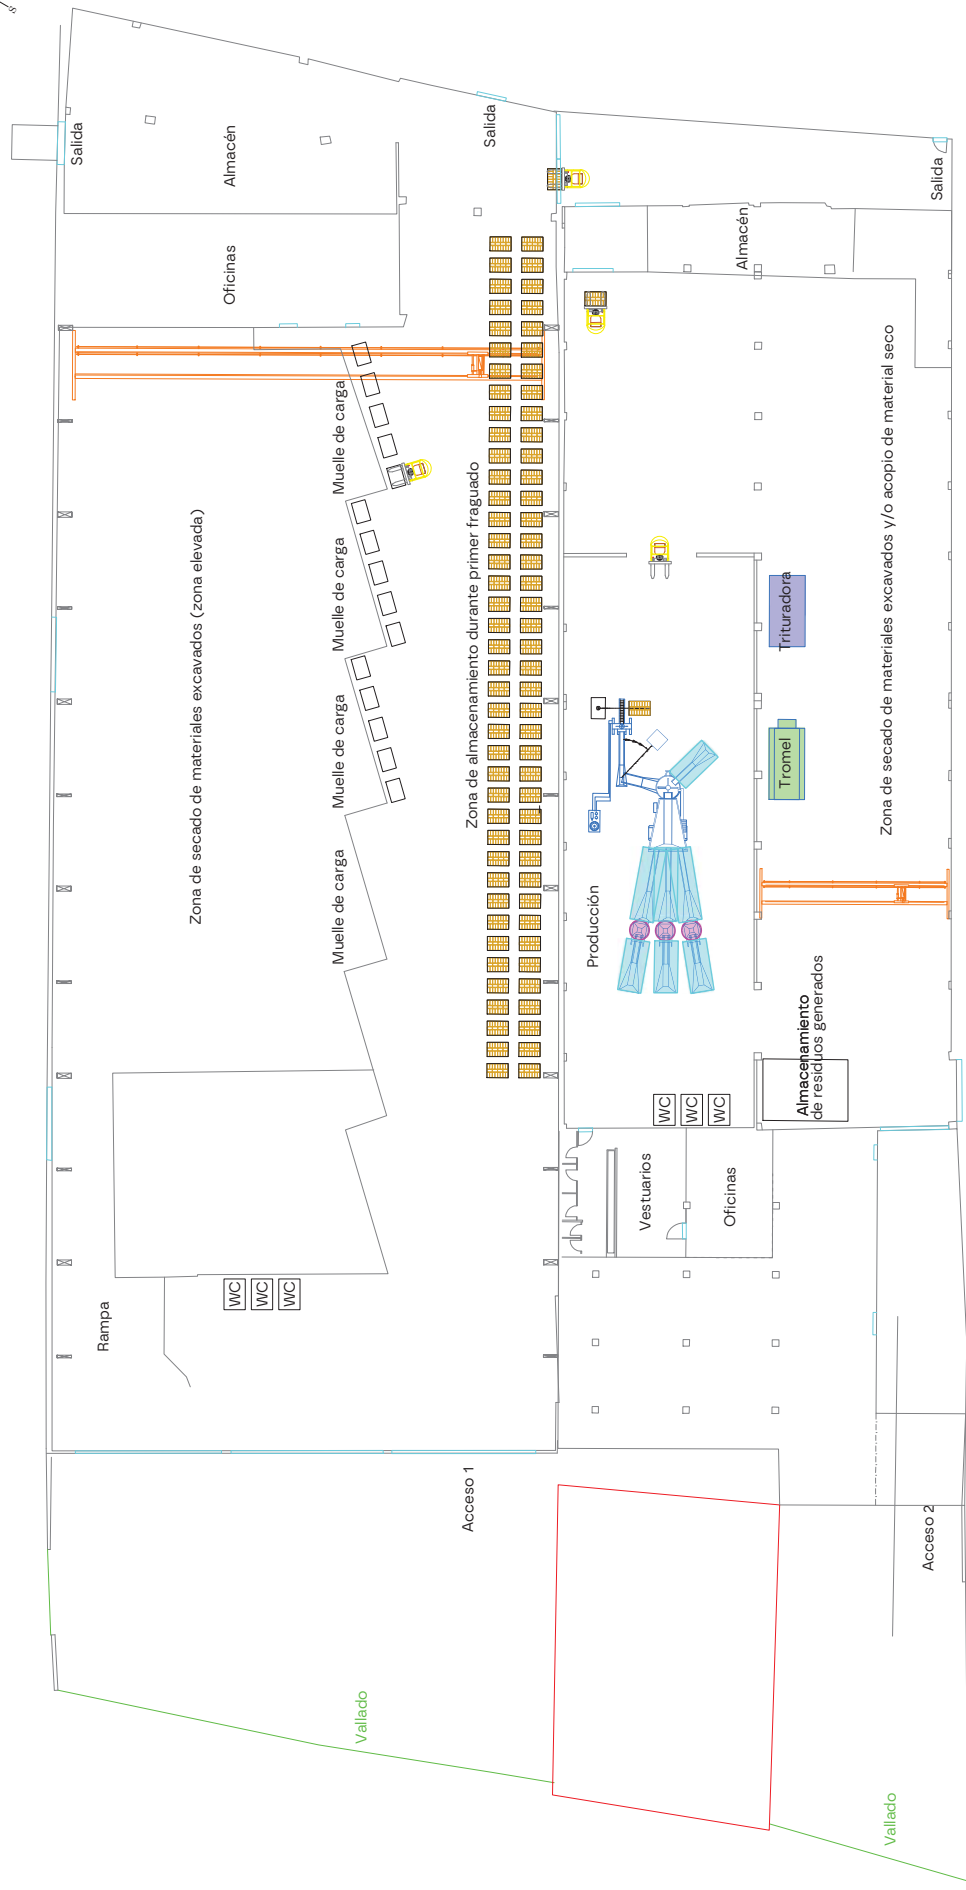 Salida
Almacén
Salida
Salida
Oficinas
Almacén
Muelle de carga
Muelle de carga
Muelle de carga
Muelle de carga
Zona de secado de materiales excavados (zona elevada)
Zona de almacenamiento durante primer fraguado
Zona de secado de materiales excavados y/o acopio de material seco
Trituradora
Tromel
Producción
Almacenamiento
de residuos generados
WC
WC
WC
Vestuarios
Oficinas
WC
WC
WC
Rampa
Acceso 1
Acceso 2
Vallado
Vallado